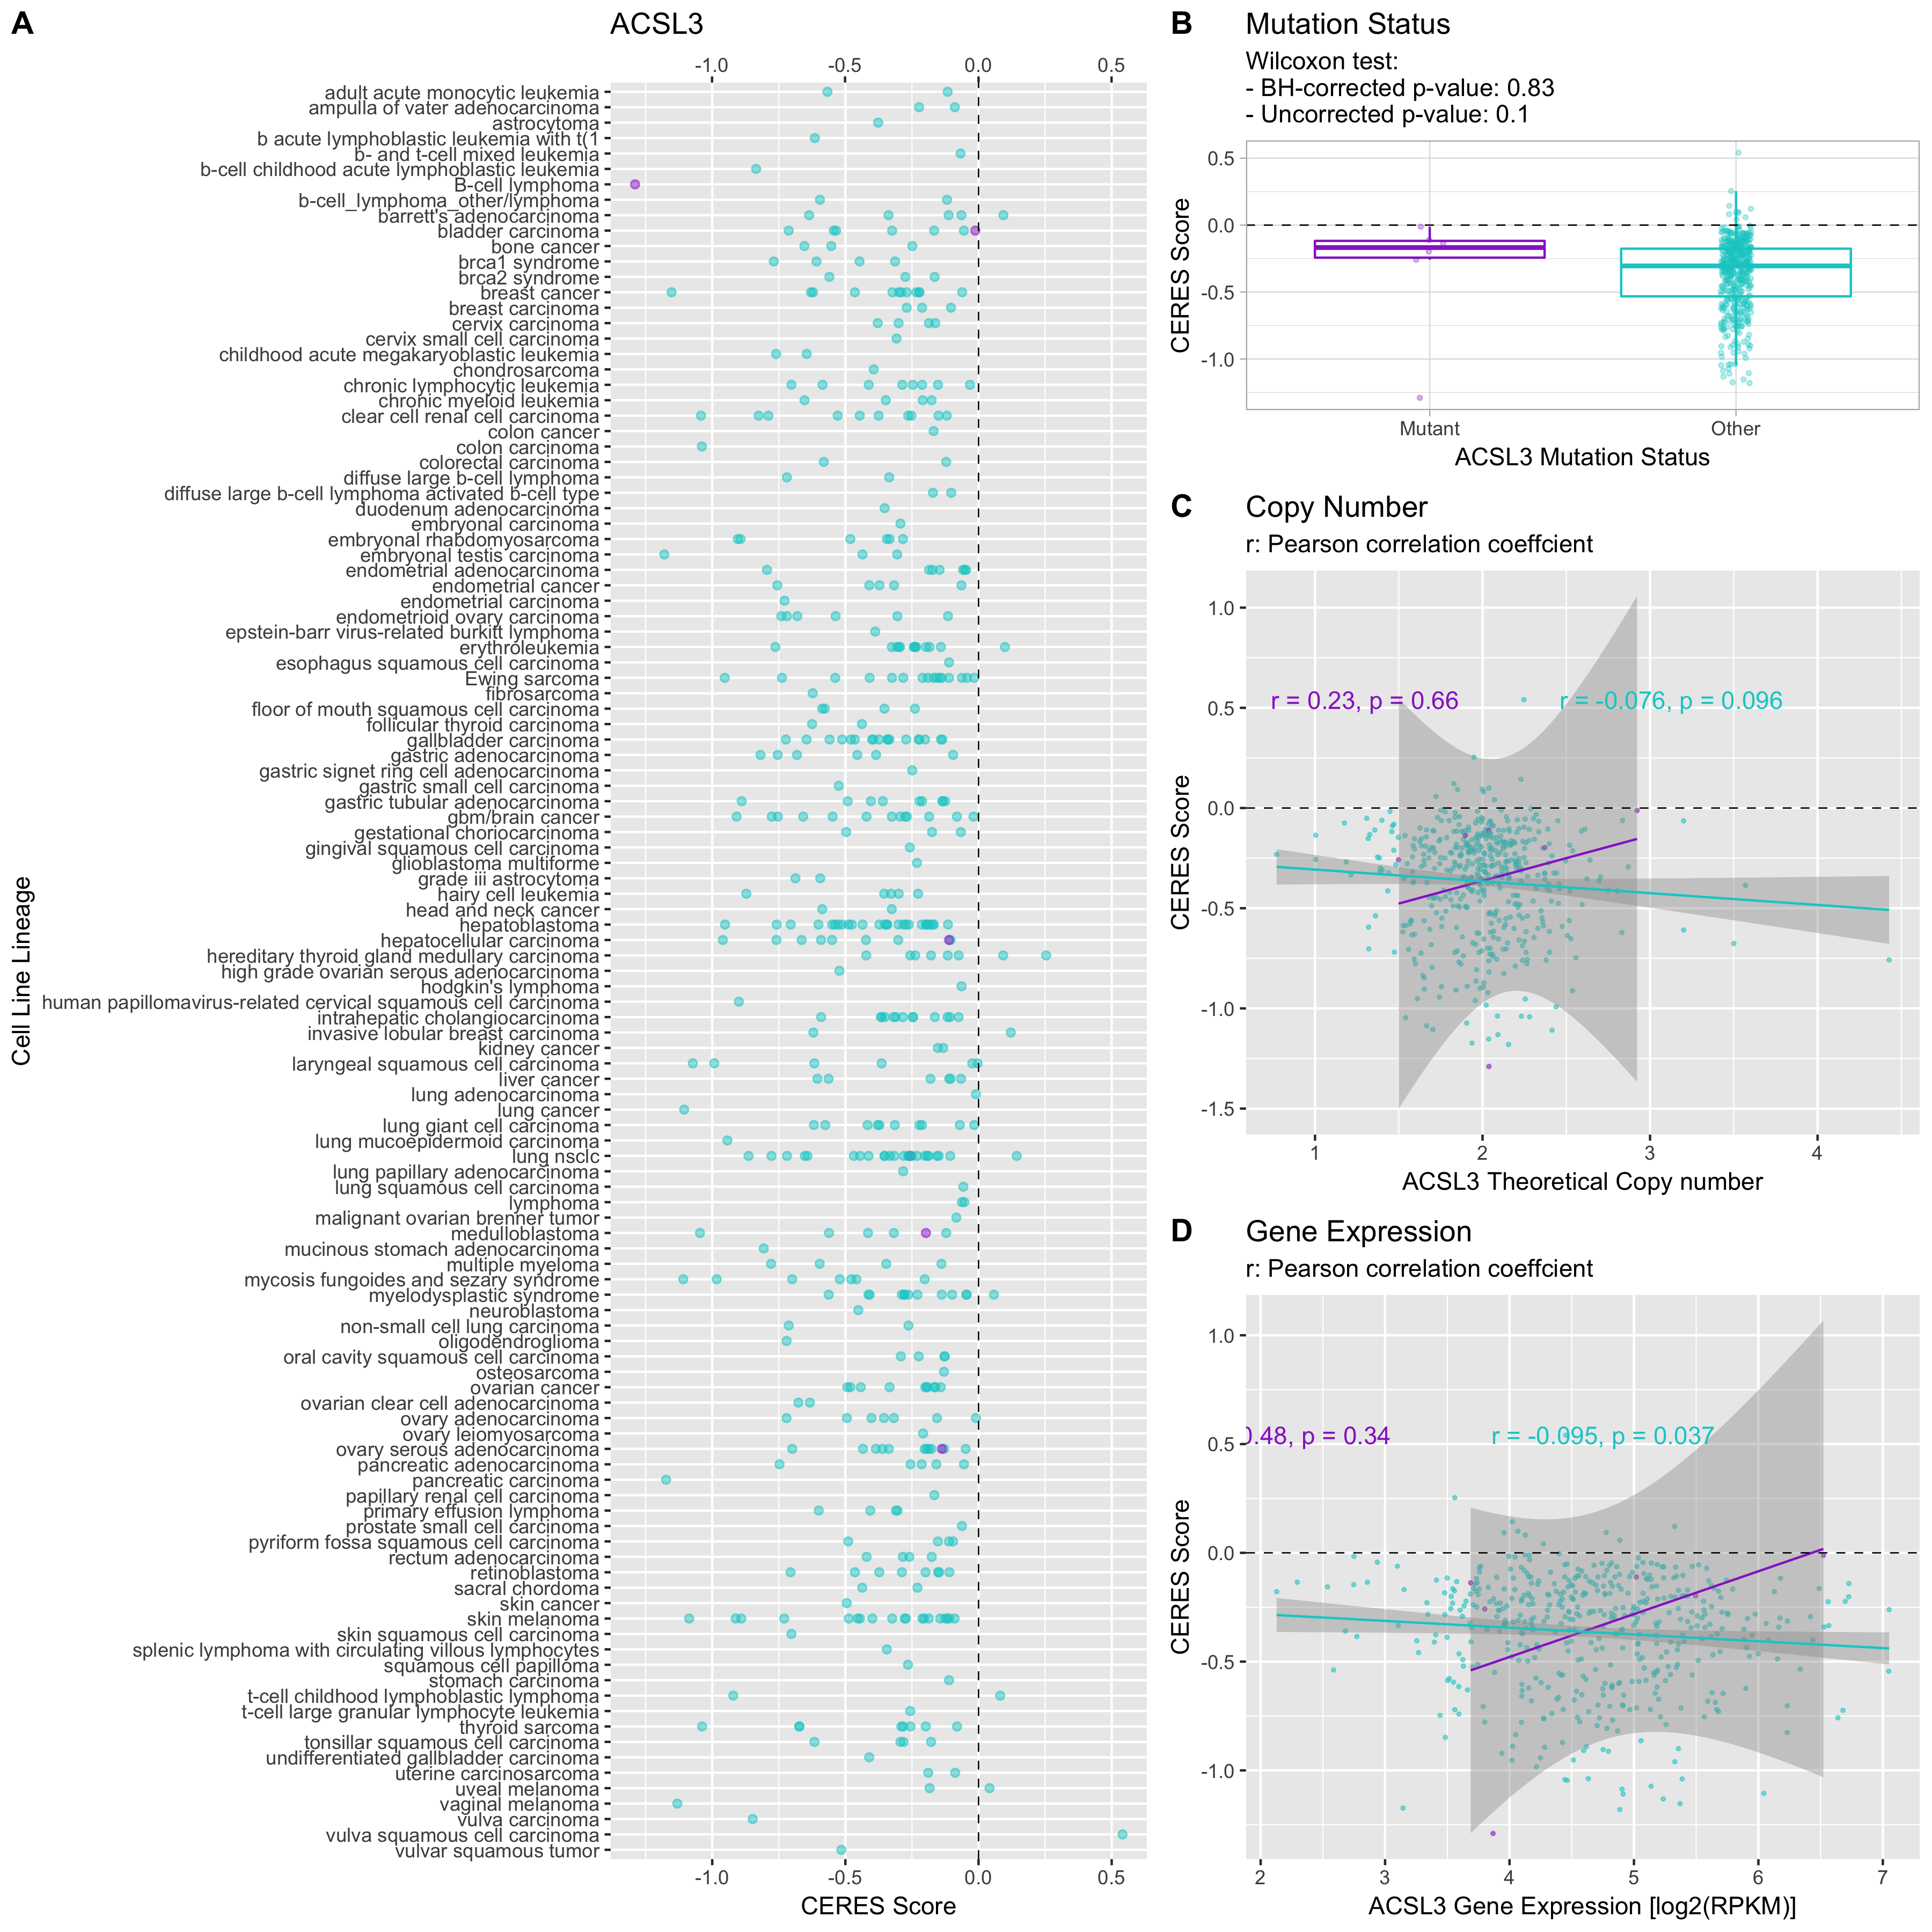 A
ACSL3
-1.0 -0.5 0.0 0.5
Cell Line Lineage
adult acute monocytic leukemia
ampulla of vater adenocarcinoma
astrocytoma
b acute lymphoblastic leukemia with t(1
b- and t-cell mixed leukemia
b-cell childhood acute lymphoblastic leukemia
B-cell lymphoma
b-cell_lymphoma_other/lymphoma
barrett's adenocarcinoma
bladder carcinoma
bone cancer
brca1 syndrome
brca2 syndrome
breast cancer
breast carcinoma
cervix carcinoma
cervix small cell carcinoma
childhood acute megakaryoblastic leukemia
chondrosarcoma
chronic lymphocytic leukemia
chronic myeloid leukemia
clear cell renal cell carcinoma
colon cancer
colon carcinoma
colorectal carcinoma
diffuse large b-cell lymphoma
diffuse large b-cell lymphoma activated b-cell type
duodenum adenocarcinoma
embryonal carcinoma
embryonal rhabdomyosarcoma
embryonal testis carcinoma
endometrial adenocarcinoma
endometrial cancer
endometrial carcinoma
endometrioid ovary carcinoma
epstein-barr virus-related burkitt lymphoma
erythroleukemia
esophagus squamous cell carcinoma
Ewing sarcoma
fibrosarcoma
floor of mouth squamous cell carcinoma
follicular thyroid carcinoma
gallbladder carcinoma
gastric adenocarcinoma
gastric signet ring cell adenocarcinoma
gastric small cell carcinoma
gastric tubular adenocarcinoma
gbm/brain cancer
gestational choriocarcinoma
gingival squamous cell carcinoma
glioblastoma multiforme
grade iii astrocytoma
hairy cell leukemia
head and neck cancer
hepatoblastoma
hepatocellular carcinoma
hereditary thyroid gland medullary carcinoma
high grade ovarian serous adenocarcinoma
hodgkin's lymphoma
human papillomavirus-related cervical squamous cell carcinoma
intrahepatic cholangiocarcinoma
invasive lobular breast carcinoma
kidney cancer
laryngeal squamous cell carcinoma
liver cancer
lung adenocarcinoma
lung cancer
lung giant cell carcinoma
lung mucoepidermoid carcinoma
lung nsclc
lung papillary adenocarcinoma
lung squamous cell carcinoma
lymphoma
malignant ovarian brenner tumor
medulloblastoma
mucinous stomach adenocarcinoma
multiple myeloma
mycosis fungoides and sezary syndrome
myelodysplastic syndrome
neuroblastoma
non-small cell lung carcinoma
oligodendroglioma
oral cavity squamous cell carcinoma
osteosarcoma
ovarian cancer
ovarian clear cell adenocarcinoma
ovary adenocarcinoma
ovary leiomyosarcoma
ovary serous adenocarcinoma
pancreatic adenocarcinoma
pancreatic carcinoma
papillary renal cell carcinoma
primary effusion lymphoma
prostate small cell carcinoma
pyriform fossa squamous cell carcinoma
rectum adenocarcinoma
retinoblastoma
sacral chordoma
skin cancer
skin melanoma
skin squamous cell carcinoma
splenic lymphoma with circulating villous lymphocytes
squamous cell papilloma
stomach carcinoma
t-cell childhood lymphoblastic lymphoma
t-cell large granular lymphocyte leukemia
thyroid sarcoma
tonsillar squamous cell carcinoma
undifferentiated gallbladder carcinoma
uterine carcinosarcoma
uveal melanoma
vaginal melanoma
vulva carcinoma
vulva squamous cell carcinoma
vulvar squamous tumor
-1.0 -0.5 0.0 0.5
CERES Score
B
Mutation Status
Wilcoxon test:
- BH-corrected p-value: 0.83
- Uncorrected p-value: 0.1
CERES Score
0.5
0.0
-0.5
-1.0
Mutant Other
ACSL3 Mutation Status
C
Copy Number
r: Pearson correlation coeffcient
CERES Score
1.0
0.5
0.0
-0.5
-1.0
-1.5
r = 0.23, p = 0.66
r = -0.076, p = 0.096
1 2 3 4
ACSL3 Theoretical Copy number
D
Gene Expression
r: Pearson correlation coeffcient
CERES Score
1.0
0.5
0.0
-0.5
-1.0
0.48, p = 0.34
r = -0.095, p = 0.037
2 3 4 5 6 7
ACSL3 Gene Expression [log2(RPKM)]